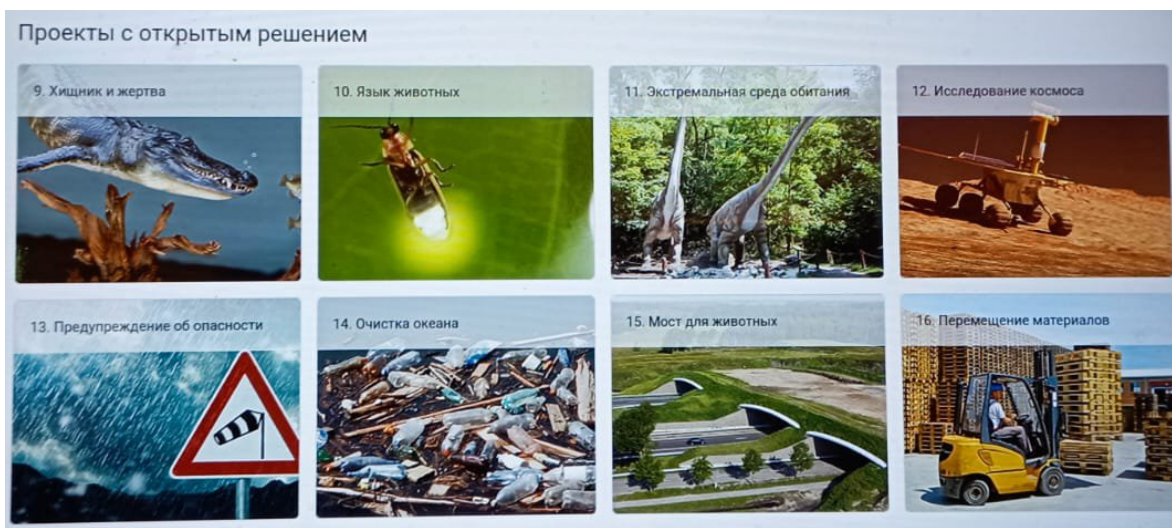 Проекты с открытым решением
9. Хищник и жертва
10. Язык животных
11. Экстремальная среда обитания
12. Исследование космоса
13. Предупреждение об опасности
14. Очистка океана
15. Мост для животных
16. Перемещение материалов